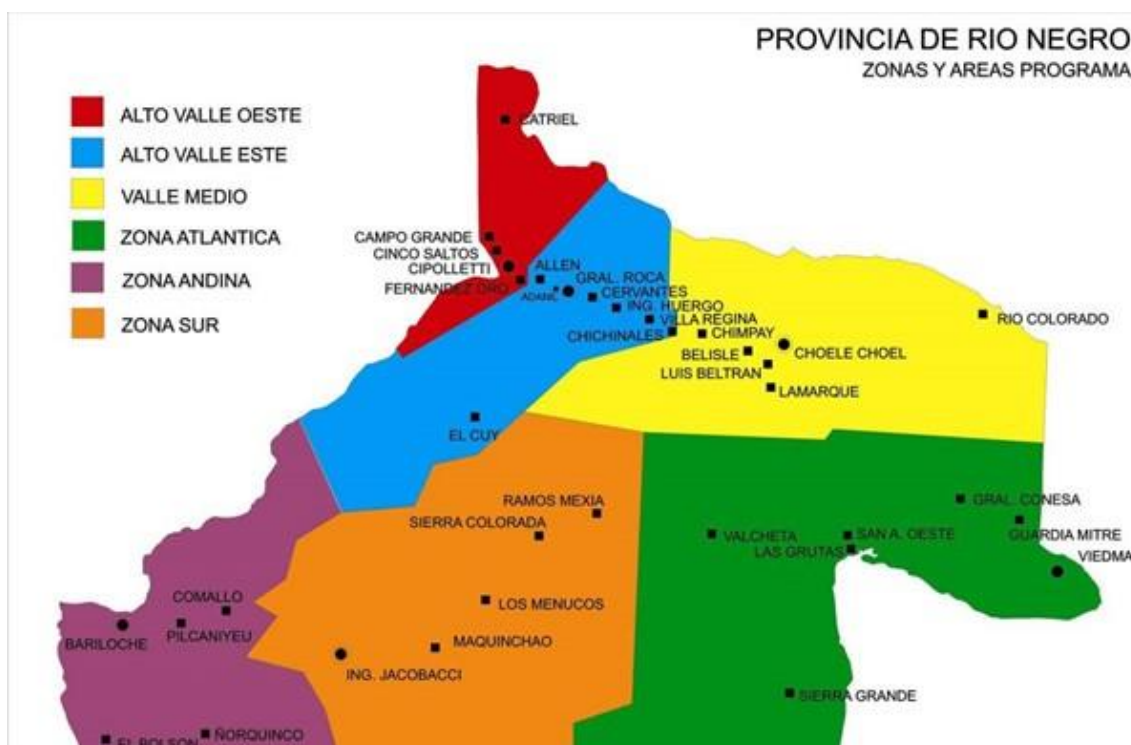 PROVINCIA DE RIO NEGRO
ZONAS Y AREAS PROGRAMA
ALTO VALLE OESTE
ALTO VALLE ESTE
VALLE MEDIO
ZONA ATLANTICA
ZONA ANDINA
ZONA SUR
CATRIEL
CAMPO GRANDE
CINCO SALTOS
CIPOLLETTI
FERNANDEZ ORO
ALLEN
ADANIL
GRAL. ROCA
CERVANTES
ING. HUERGO
VILLA REGINA
CHICHINALES
CHIMPAY
BELISLE
CHOELE CHOEL
LUIS BELTRAN
LAMARQUE
RIO COLORADO
EL CUY
RAMOS MEXIA
SIERRA COLORADA
VALCHETA
SAN A. OESTE
LAS GRUTAS
GRAL. CONESA
GUARDIA MITRE
VIEDMA
COMALLO
PILCANIYEU
BARILOCHE
LOS MENUCOS
MAQUINCHAO
ING. JACOBACCI
SIERRA GRANDE
ÑORQUINCO
EL BOLSON